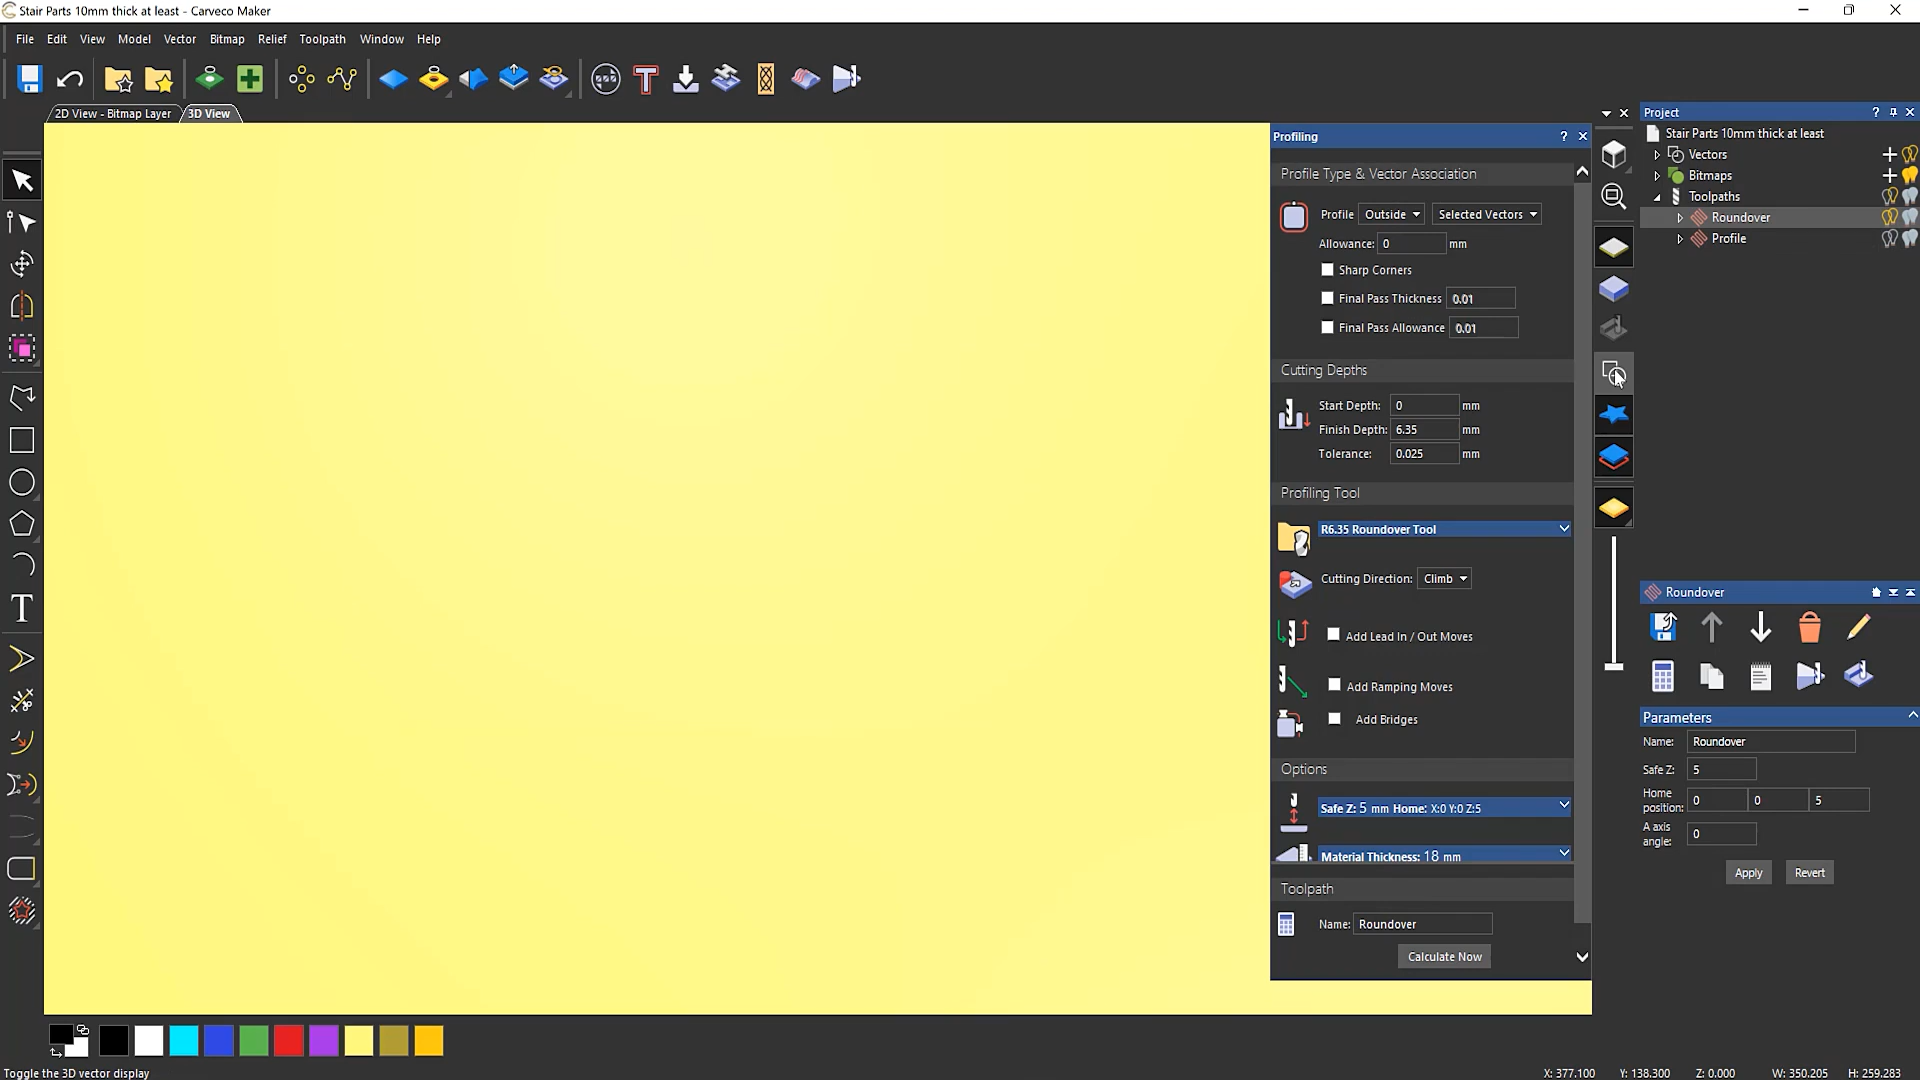 Stair Parts 10mm thick at least - Carveco Maker
File Edit View Model Vector Bitmap Relief Toolpath Window Help
2D View - Bitmap Layer 3D View
Profiling ? ×
Profile Type & Vector Association
Profile Outside Selected Vectors
Allowance: 0 mm
Sharp Corners
Final Pass Thickness 0.01
Final Pass Allowance 0.01
Cutting Depths
Start Depth: 0 mm
Finish Depth: 6.35 mm
Tolerance: 0.025 mm
Profiling Tool
R6.35 Roundover Tool
Cutting Direction: Climb
Add Lead In / Out Moves
Add Ramping Moves
Add Bridges
Options
Safe Z: 5 mm Home: X:0 Y:0 Z:5
Material Thickness: 18 mm
Toolpath
Name: Roundover
Calculate Now
Project
Stair Parts 10mm thick at least
Vectors
Bitmaps
Toolpaths
Roundover
Profile
Roundover
Parameters
Name: Roundover
Safe Z: 5
Home position: 0 0 5
A axis angle: 0
Apply Revert
Toggle the 3D vector display
X: 377.100 Y: 138.300 Z: 0.000 W: 350.205 H: 259.283